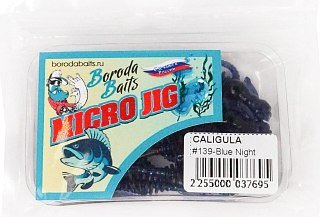 borodabaits.ru
Boroda
Baits
MICRO JIG
CALIGULA
#139-Blue Night
2255000 037695